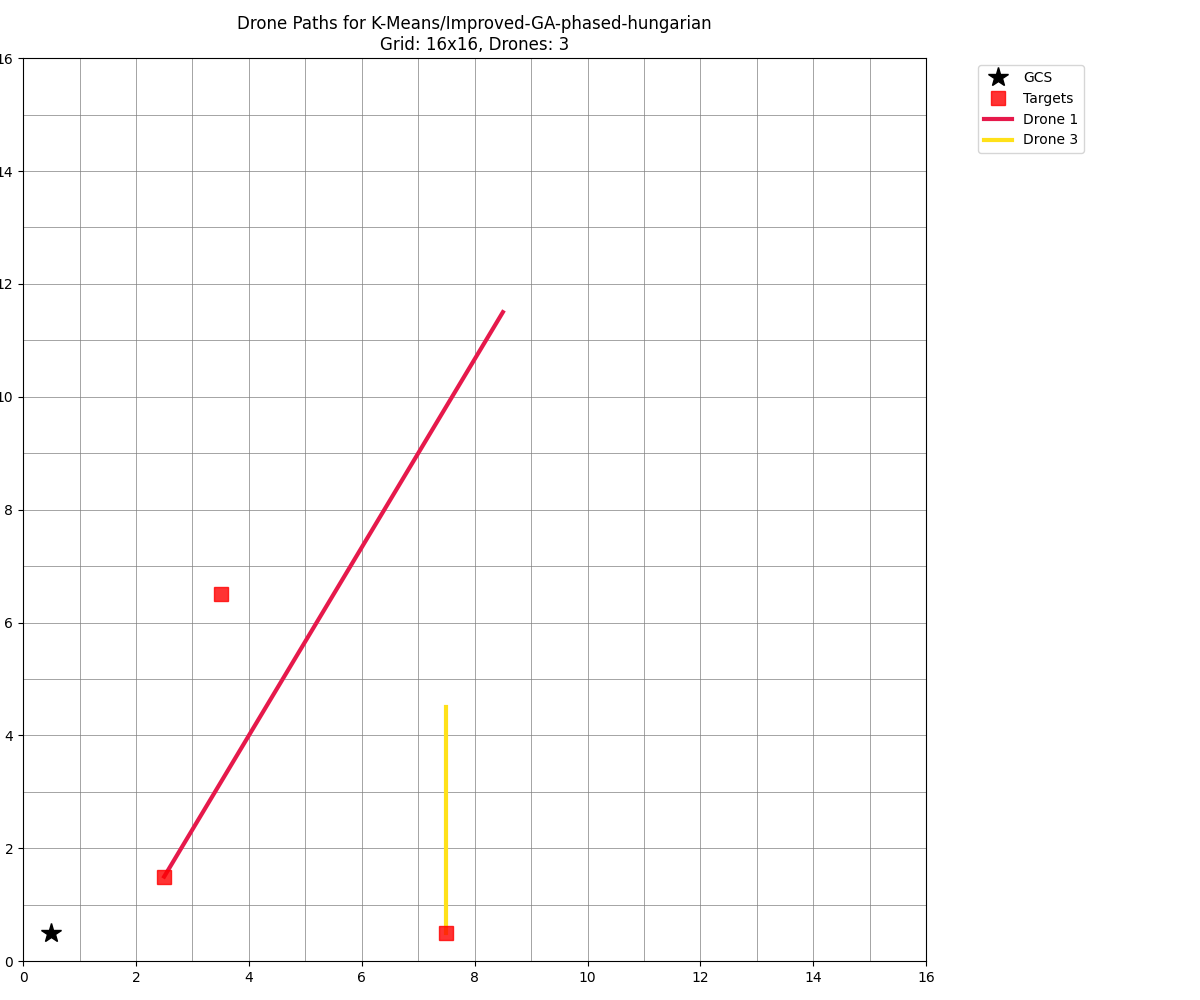 Drone Paths for K-Means/Improved-GA-phased-hungarian
Grid: 16x16, Drones: 3
GCS
Targets
Drone 1
Drone 3
16
14
12
10
8
6
4
2
0
0 2 4 6 8 10 12 14 16